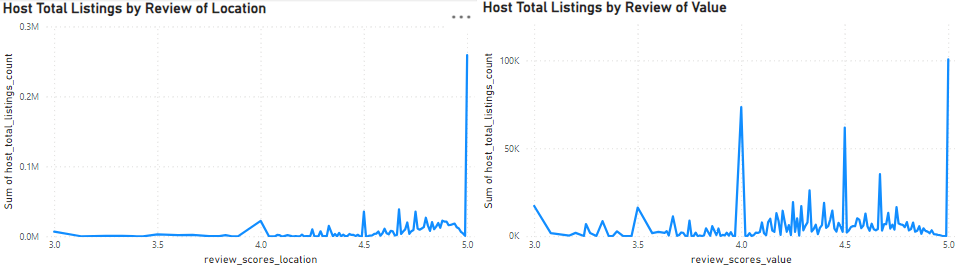 Host Total Listings by Review of Location
0.3M
0.2M
0.1M
0.0M
3.0 3.5 4.0 4.5 5.0
Sum of host_total_listings_count
review_scores_location
Host Total Listings by Review of Value
100K
50K
0K
3.0 3.5 4.0 4.5 5.0
Sum of host_total_listings_count
review_scores_value